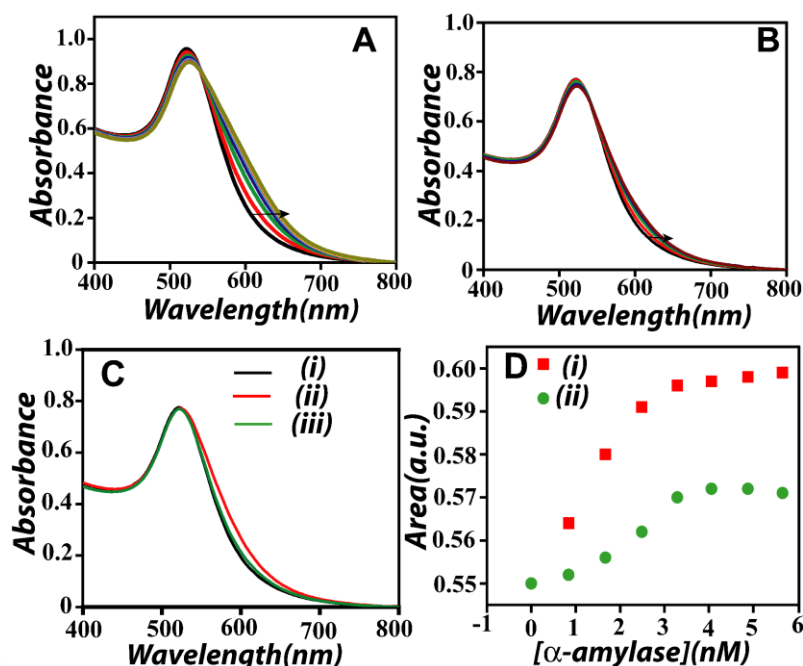 A
1.0
0.8
0.6
0.4
0.2
0
400 500 600 700 800
Absorbance
Wavelength(nm)
B
1.0
0.8
0.6
0.4
0.2
0
400 500 600 700 800
Absorbance
Wavelength(nm)
C
(i)
(ii)
(iii)
0.8
0.6
0.4
0.2
0
400 500 600 700 800
Absorbance
Wavelength(nm)
D
(i)
(ii)
0.60
0.59
0.58
0.57
0.56
0.55
-1 0 1 2 3 4 5 6
Area(a.u.)
[α-amylase](nM)